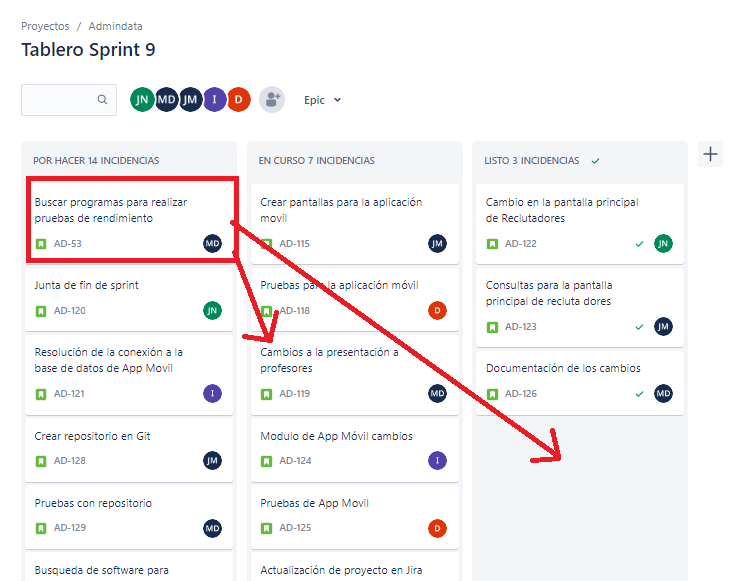 Proyectos / Admindata
Tablero Sprint 9
JN MD JM I D Epic
POR HACER 14 INCIDENCIAS
Buscar programas para realizar
pruebas de rendimiento
AD-53 MD
Junta de fin de sprint
AD-120 JN
Resolución de la conexión a la
base de datos de App Movil
AD-121 I
Crear repositorio en Git
AD-128 JM
Pruebas con repositorio
AD-129 MD
Busqueda de software para
EN CURSO 7 INCIDENCIAS
Crear pantallas para la aplicación
movil
AD-115 JM
Pruebas para la aplicación móvil
AD-118 D
Cambios a la presentación a
profesores
AD-119 MD
Modulo de App Móvil cambios
AD-124 I
Pruebas de App Movil
AD-125 D
Actualización de proyecto en Jira
LISTO 3 INCIDENCIAS
Cambio en la pantalla principal
de Reclutadores
AD-122 JN
Consultas para la pantalla
principal de recluta dores
AD-123 JM
Documentación de los cambios
AD-126 MD